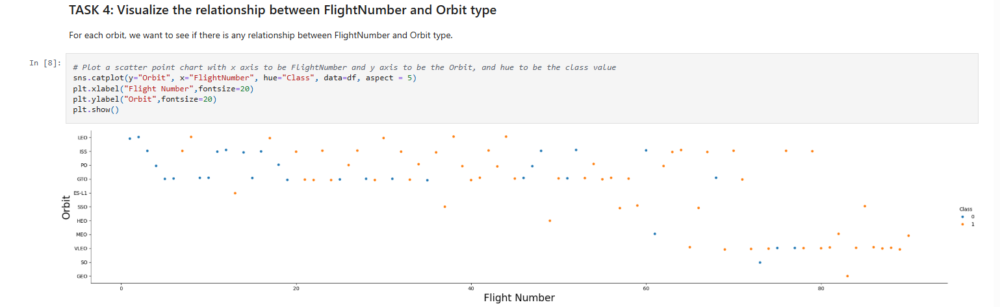 TASK 4: Visualize the relationship between FlightNumber and Orbit type
For each orbit, we want to see if there is any relationship between FlightNumber and Orbit type.
In [8]:
# Plot a scatter point chart with x axis to be FlightNumber and y axis to be the Orbit, and hue to be the class value
sns.catplot(y="Orbit", x="FlightNumber", hue="Class", data=df, aspect = 5)
plt.xlabel("Flight Number",fontsize=20)
plt.ylabel("Orbit",fontsize=20)
plt.show()
Orbit
LEO
ISS
PO
GTO
ES-L1
SSO
HEO
MEO
VLEO
SO
GEO
0 20 40 60 80
Flight Number
Class
0
1